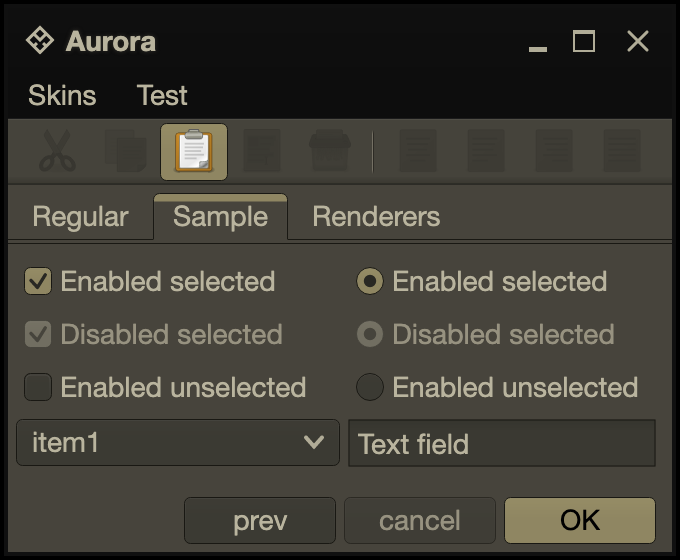 Aurora
Skins Test
Regular Sample Renderers
Enabled selected Enabled selected
Disabled selected Disabled selected
Enabled unselected Enabled unselected
item1 Text field
prev cancel OK